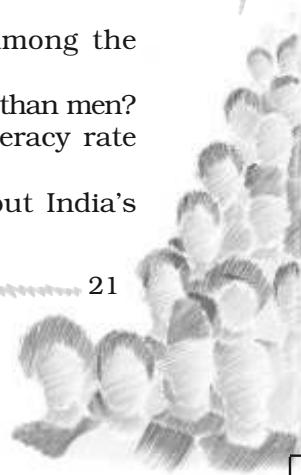 among the
than men?
eracy rate
out India's
21